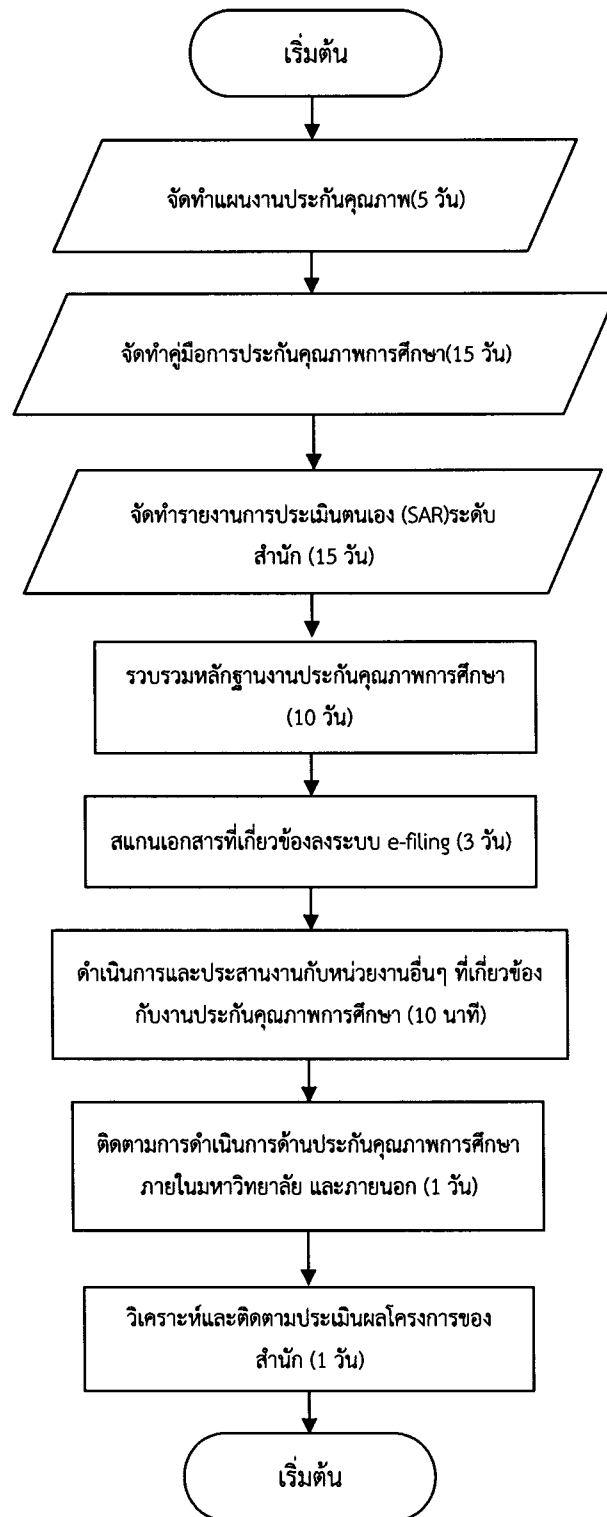 เริ่มต้น
จัดทำแผนงานประกันคุณภาพ(5 วัน)
จัดทำคู่มือการประกันคุณภาพการศึกษา(15 วัน)
จัดทำรายงานการประเมินตนเอง (SAR)ระดับ
สำนัก (15 วัน)
รวบรวมหลักฐานงานประกันคุณภาพการศึกษา
(10 วัน)
สแกนเอกสารที่เกี่ยวข้องลงระบบ e-filing (3 วัน)
ดำเนินการและประสานงานกับหน่วยงานอื่นๆ ที่เกี่ยวข้อง
กับงานประกันคุณภาพการศึกษา (10 นาที)
ติดตามการดำเนินการด้านประกันคุณภาพการศึกษา
ภายในมหาวิทยาลัย และภายนอก (1 วัน)
วิเคราะห์และติดตามประเมินผลโครงการของ
สำนัก (1 วัน)
เริ่มต้น